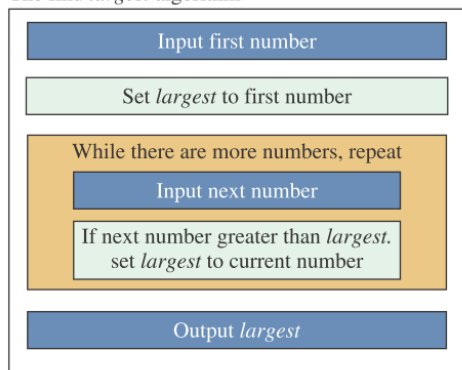 Input first number
Set largest to first number
While there are more numbers, repeat
Input next number
If next number greater than largest.
set largest to current number
Output largest